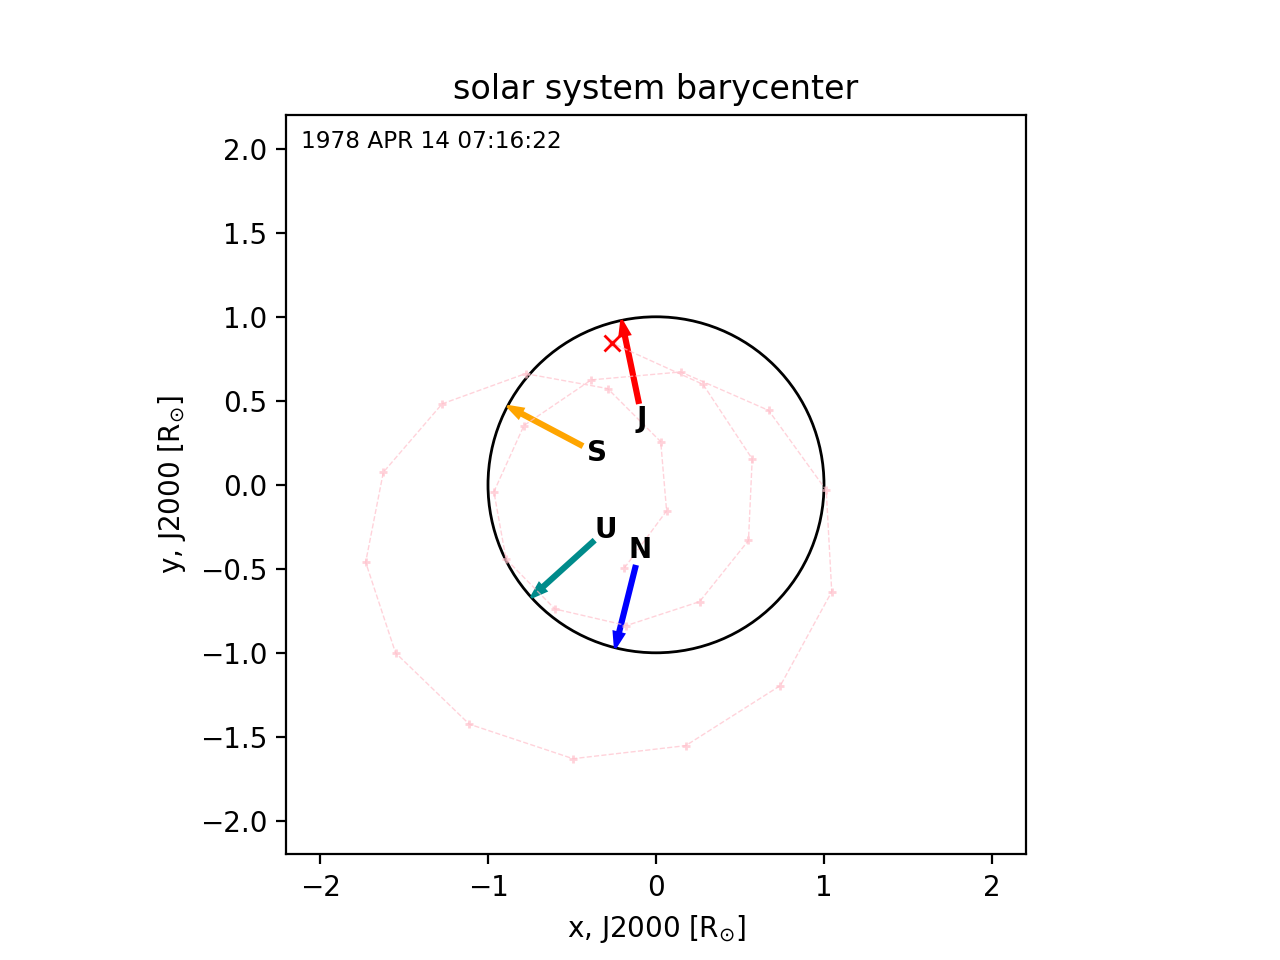 solar system barycenter
1978 APR 14 07:16:22
2.0
1.5
1.0
0.5
0.0
−0.5
−1.0
−1.5
−2.0
y, J2000 [R☉]
J
S
U
N
−2
−1
0
1
2
x, J2000 [R☉]